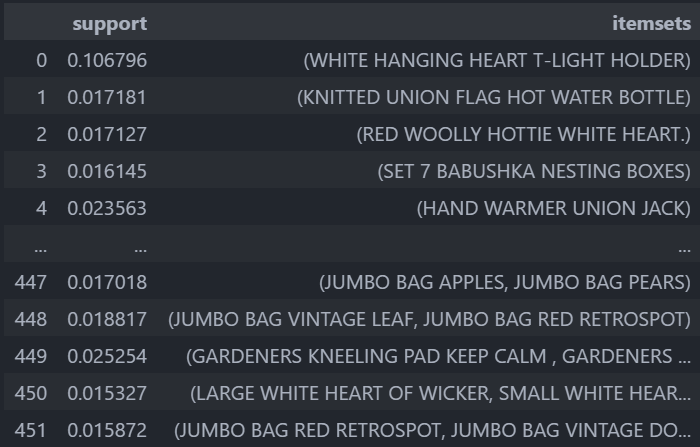 support itemsets
0 0.106796 (WHITE HANGING HEART T-LIGHT HOLDER)
1 0.017181 (KNITTED UNION FLAG HOT WATER BOTTLE)
2 0.017127 (RED WOOLLY HOTTIE WHITE HEART.)
3 0.016145 (SET 7 BABUSHKA NESTING BOXES)
4 0.023563 (HAND WARMER UNION JACK)
... ... ...
447 0.017018 (JUMBO BAG APPLES, JUMBO BAG PEARS)
448 0.018817 (JUMBO BAG VINTAGE LEAF, JUMBO BAG RED RETROSPOT)
449 0.025254 (GARDENERS KNEELING PAD KEEP CALM , GARDENERS ...
450 0.015327 (LARGE WHITE HEART OF WICKER, SMALL WHITE HEAR...
451 0.015872 (JUMBO BAG RED RETROSPOT, JUMBO BAG VINTAGE DO...